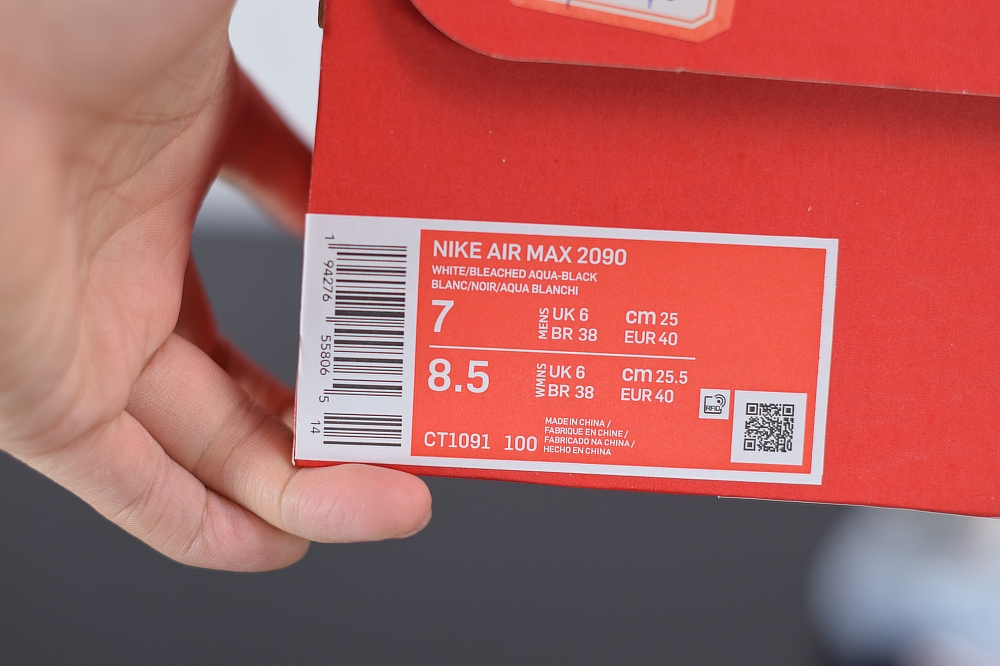 NIKE AIR MAX 2090
WHITE/BLEACHED AQUA-BLACK
BLANC/NOIR/AQUA BLANCHI
7
MENS
UK 6
cm 25
BR 38
EUR 40
8.5
WMNS
UK 6
cm 25.5
BR 38
EUR 40
RFID
CT1091 100
MADE IN CHINA /
FABRIQUE EN CHINE /
FABRICADO NA CHINA /
HECHO EN CHINA
1 94276 55806 5 14